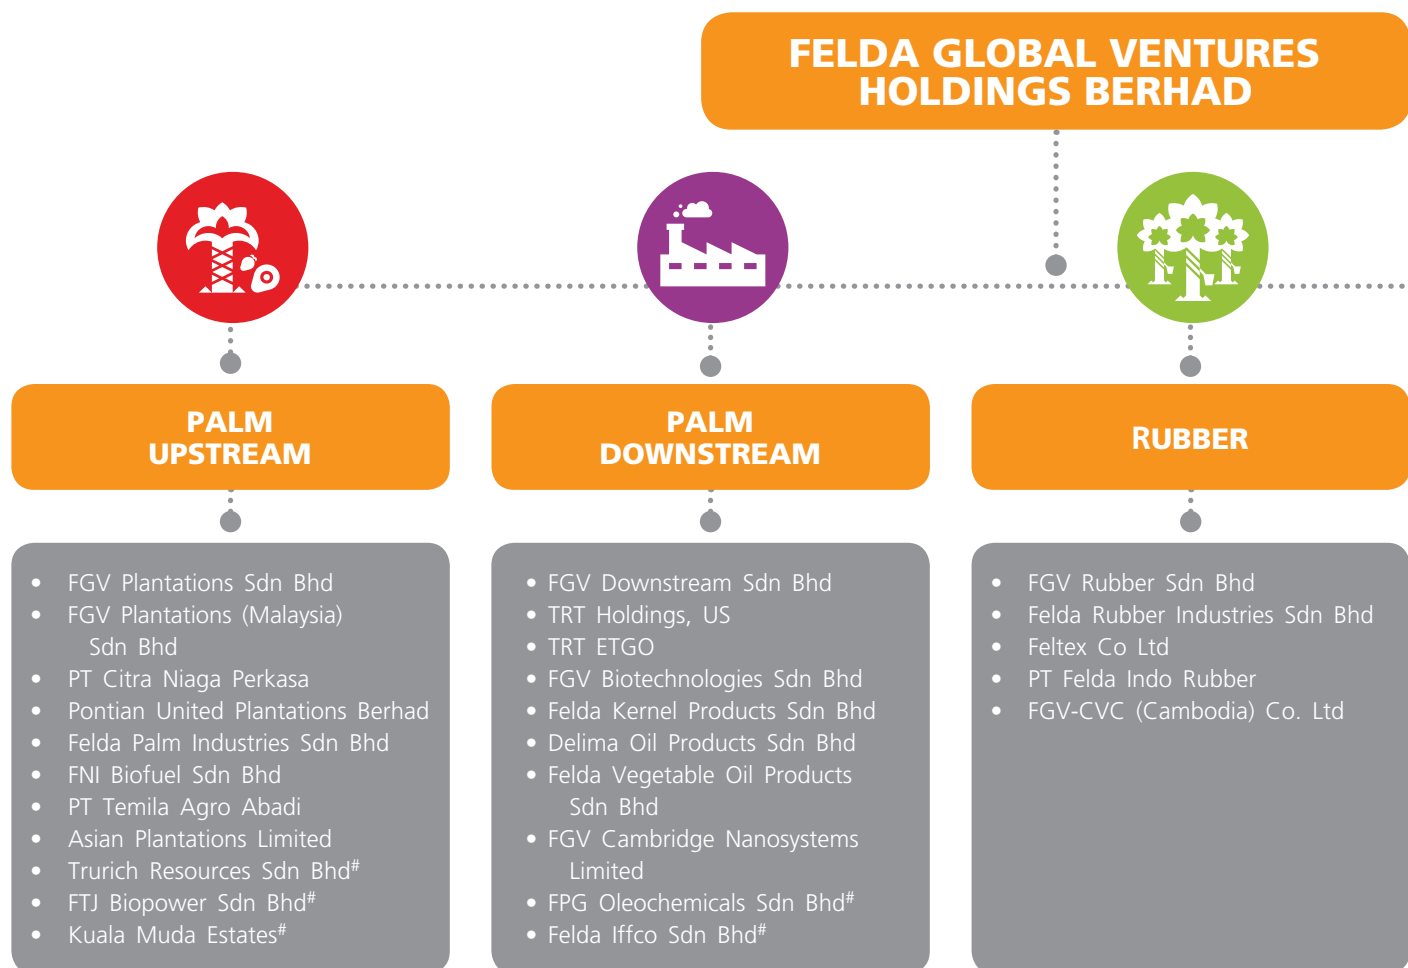 FELDA GLOBAL VENTURES
HOLDINGS BERHAD
PALM
UPSTREAM
• FGV Plantations Sdn Bhd
• FGV Plantations (Malaysia)
Sdn Bhd
• PT Citra Niaga Perkasa
• Pontian United Plantations Berhad
• Felda Palm Industries Sdn Bhd
• FNI Biofuel Sdn Bhd
• PT Temila Agro Abadi
• Asian Plantations Limited
• Trurich Resources Sdn Bhd#
• FTJ Biopower Sdn Bhd#
• Kuala Muda Estates#
PALM
DOWNSTREAM
• FGV Downstream Sdn Bhd
• TRT Holdings, US
• TRT ETGO
• FGV Biotechnologies Sdn Bhd
• Felda Kernel Products Sdn Bhd
• Delima Oil Products Sdn Bhd
• Felda Vegetable Oil Products
Sdn Bhd
• FGV Cambridge Nanosystems
Limited
• FPG Oleochemicals Sdn Bhd#
• Felda Iffco Sdn Bhd#
RUBBER
• FGV Rubber Sdn Bhd
• Felda Rubber Industries Sdn Bhd
• Feltex Co Ltd
• PT Felda Indo Rubber
• FGV-CVC (Cambodia) Co. Ltd